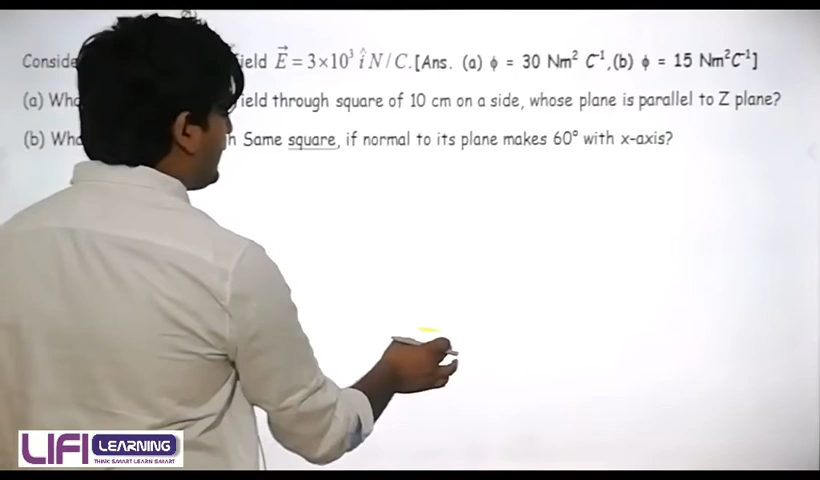 Conside ield \vec{E} = 3×10³ \hat{i} N / C. [Ans. (a) ϕ = 30 Nm² C⁻¹,(b) ϕ = 15 Nm²C⁻¹]
(a) Wha ield through square of 10 cm on a side, whose plane is parallel to Z plane?
(b) Wha Same square, if normal to its plane makes 60° with x-axis?
LIFI LEARNING
THINK SMART LEARN SMART